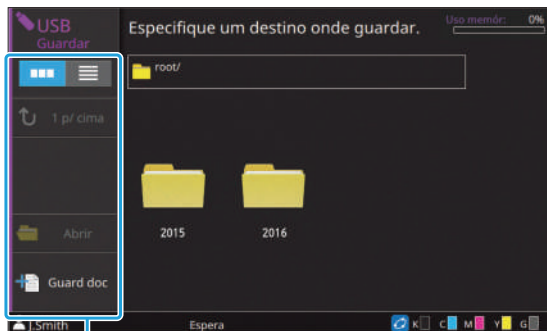 USB
Guardar
Especifique um destino onde guardar.
Uso memór: 0%
root/
1 p/ cima
Abrir
2015
2016
Guard doc
J.Smith
Espera
K C M Y G